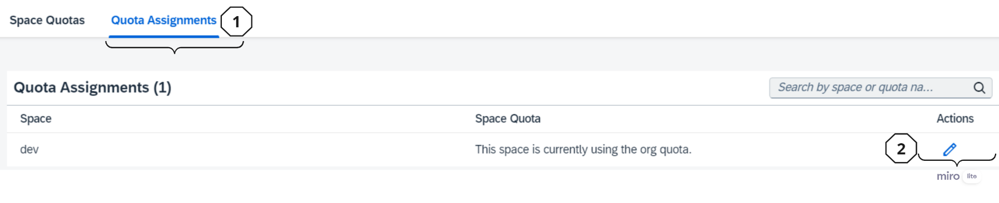 Space Quotas Quota Assignments 1
Quota Assignments (1) Search by space or quota na...
Space Space Quota Actions
dev This space is currently using the org quota. 2
miro lite